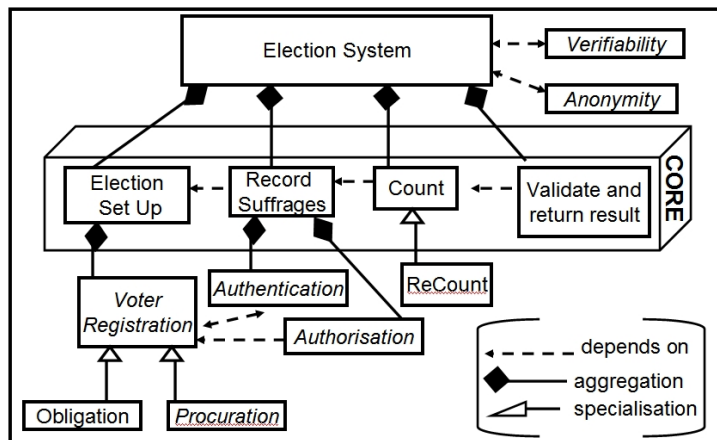 Election System
Verifiability
Anonymity
CORE
Election
Set Up
Record
Suffrages
Count
Validate and
return result
Voter
Registration
Authentication
ReCount
Authorisation
Obligation
Procuration
depends on
aggregation
specialisation